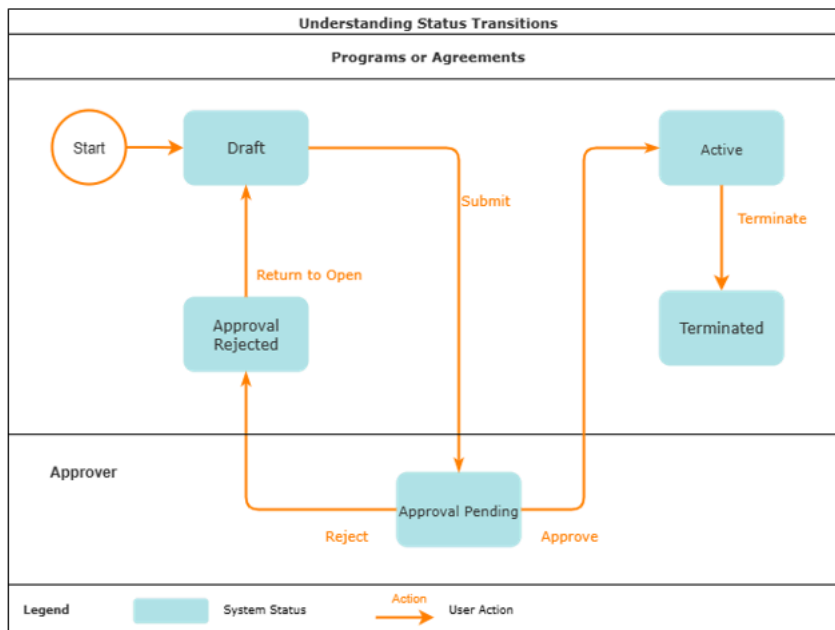 Understanding Status Transitions
Programs or Agreements
Start
Draft
Active
Submit
Terminate
Return to Open
Approval
Rejected
Terminated
Approver
Approval Pending
Reject
Approve
Legend
System Status
Action
User Action